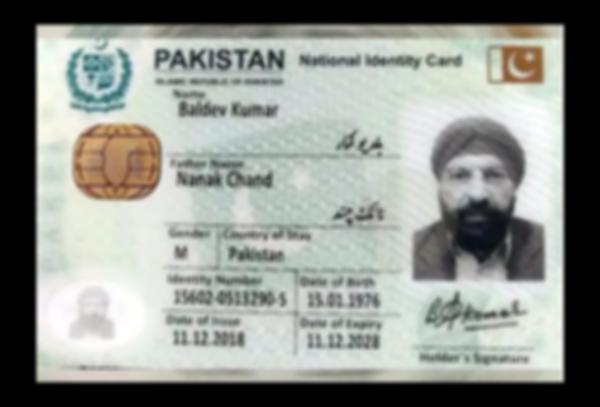 PAKISTAN National Identity Card
ISLAMIC REPUBLIC OF PAKISTAN
Name
Baldev Kumar
بلدیو کمار
Father Name
Nanak Chand
نانک چند
Gender Country of Stay
M Pakistan
Identity Number Date of Birth
15602-0513290-5 15.01.1976
Date of Issue Date of Expiry
11.12.2018 11.12.2028
Holder's Signature